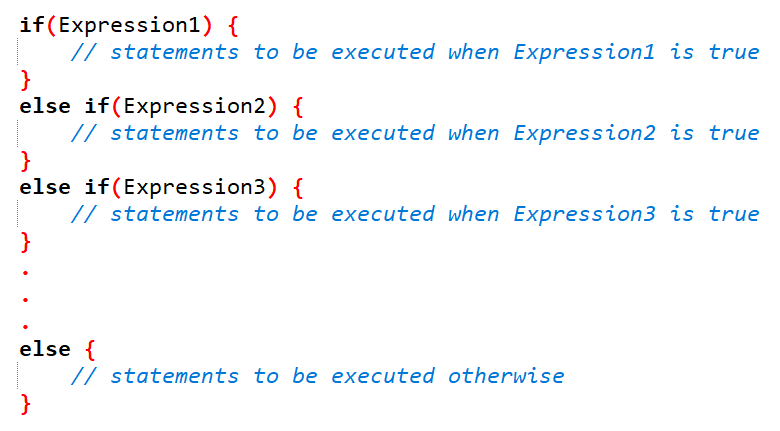 if(Expression1) {
// statements to be executed when Expression1 is true
}
else if(Expression2) {
// statements to be executed when Expression2 is true
}
else if(Expression3) {
// statements to be executed when Expression3 is true
}
.
.
.
else {
// statements to be executed otherwise
}